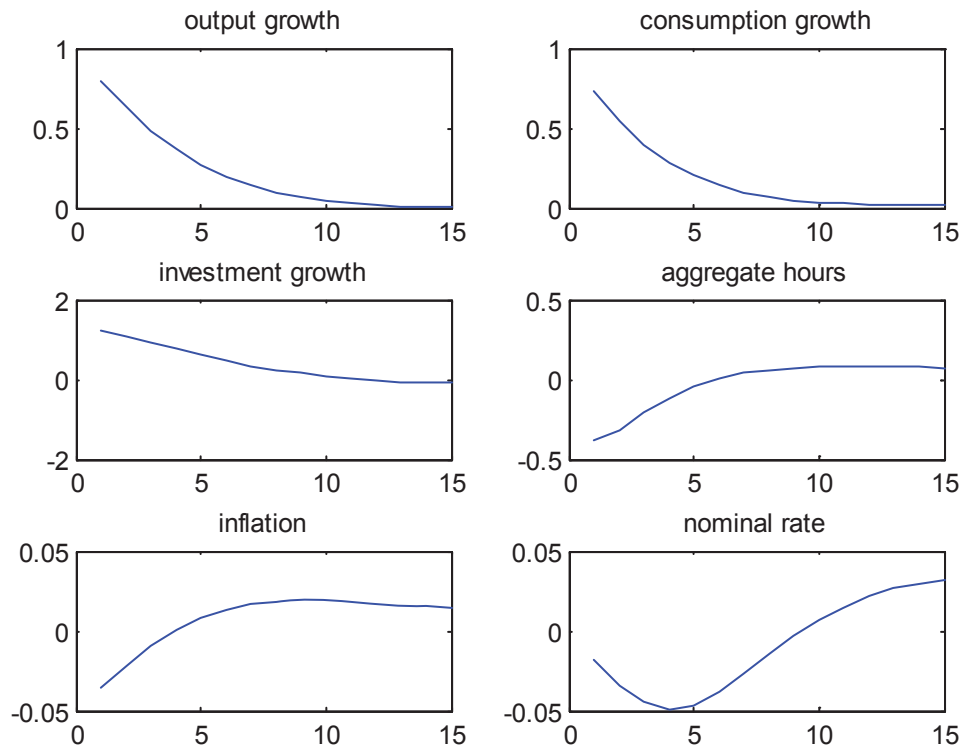 output growth
1
0.5
0
0 5 10 15
consumption growth
1
0.5
0
0 5 10 15
investment growth
2
0
-2
0 5 10 15
aggregate hours
0.5
0
-0.5
0 5 10 15
inflation
0.05
0
-0.05
0 5 10 15
nominal rate
0.05
0
-0.05
0 5 10 15